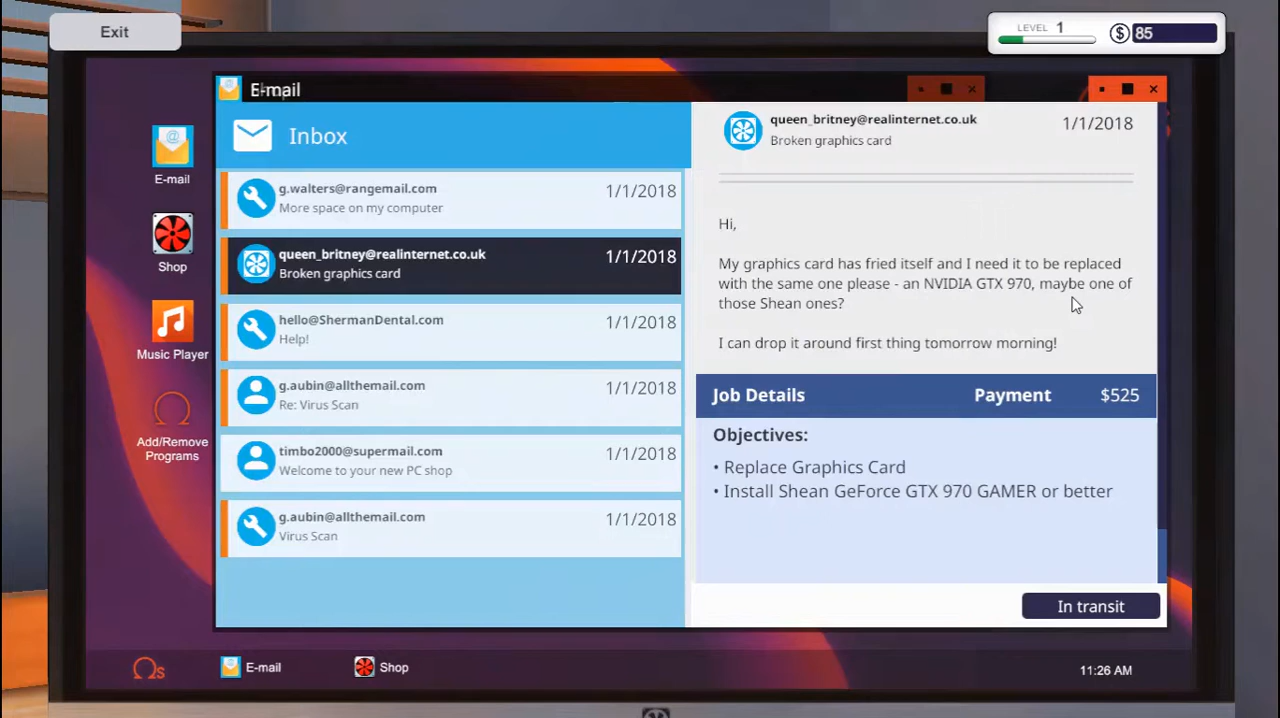 Exit
LEVEL 1
$ 85
E-mail
E-mail
Shop
Music Player
Add/Remove
Programs
Inbox
g.walters@rangemail.com 1/1/2018
More space on my computer
queen_britney@realinternet.co.uk 1/1/2018
Broken graphics card
hello@ShermanDental.com 1/1/2018
Help!
g.aubin@allthemail.com 1/1/2018
Re: Virus Scan
timbo2000@supermail.com 1/1/2018
Welcome to your new PC shop
g.aubin@allthemail.com 1/1/2018
Virus Scan
queen_britney@realinternet.co.uk 1/1/2018
Broken graphics card
Hi,
My graphics card has fried itself and I need it to be replaced
with the same one please - an NVIDIA GTX 970, maybe one of
those Shean ones?
I can drop it around first thing tomorrow morning!
Job Details Payment $525
Objectives:
• Replace Graphics Card
• Install Shean GeForce GTX 970 GAMER or better
In transit
Ωs E-mail Shop 11:26 AM